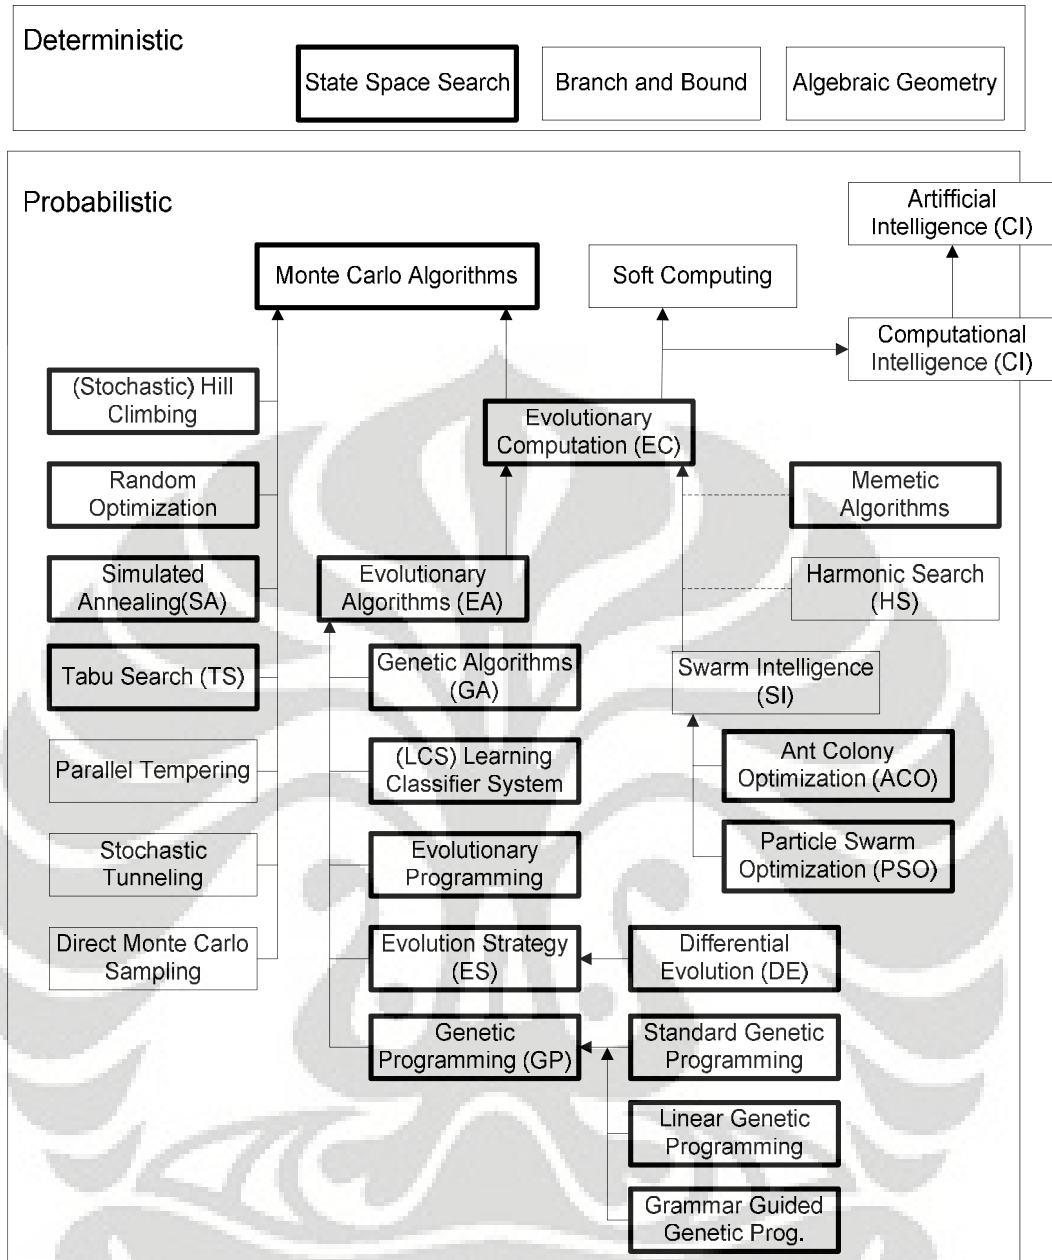 Deterministic
State Space Search
Branch and Bound
Algebraic Geometry
Probabilistic
Artifficial
Intelligence (CI)
Monte Carlo Algorithms
Soft Computing
Computational
Intelligence (CI)
(Stochastic) Hill
Climbing
Evolutionary
Computation (EC)
Random
Optimization
Memetic
Algorithms
Simulated
Annealing(SA)
Evolutionary
Algorithms (EA)
Harmonic Search
(HS)
Tabu Search (TS)
Genetic Algorithms
(GA)
Swarm Intelligence
(SI)
Parallel Tempering
(LCS) Learning
Classifier System
Ant Colony
Optimization (ACO)
Stochastic
Tunneling
Evolutionary
Programming
Particle Swarm
Optimization (PSO)
Direct Monte Carlo
Sampling
Evolution Strategy
(ES)
Differential
Evolution (DE)
Genetic
Programming (GP)
Standard Genetic
Programming
Linear Genetic
Programming
Grammar Guided
Genetic Prog.